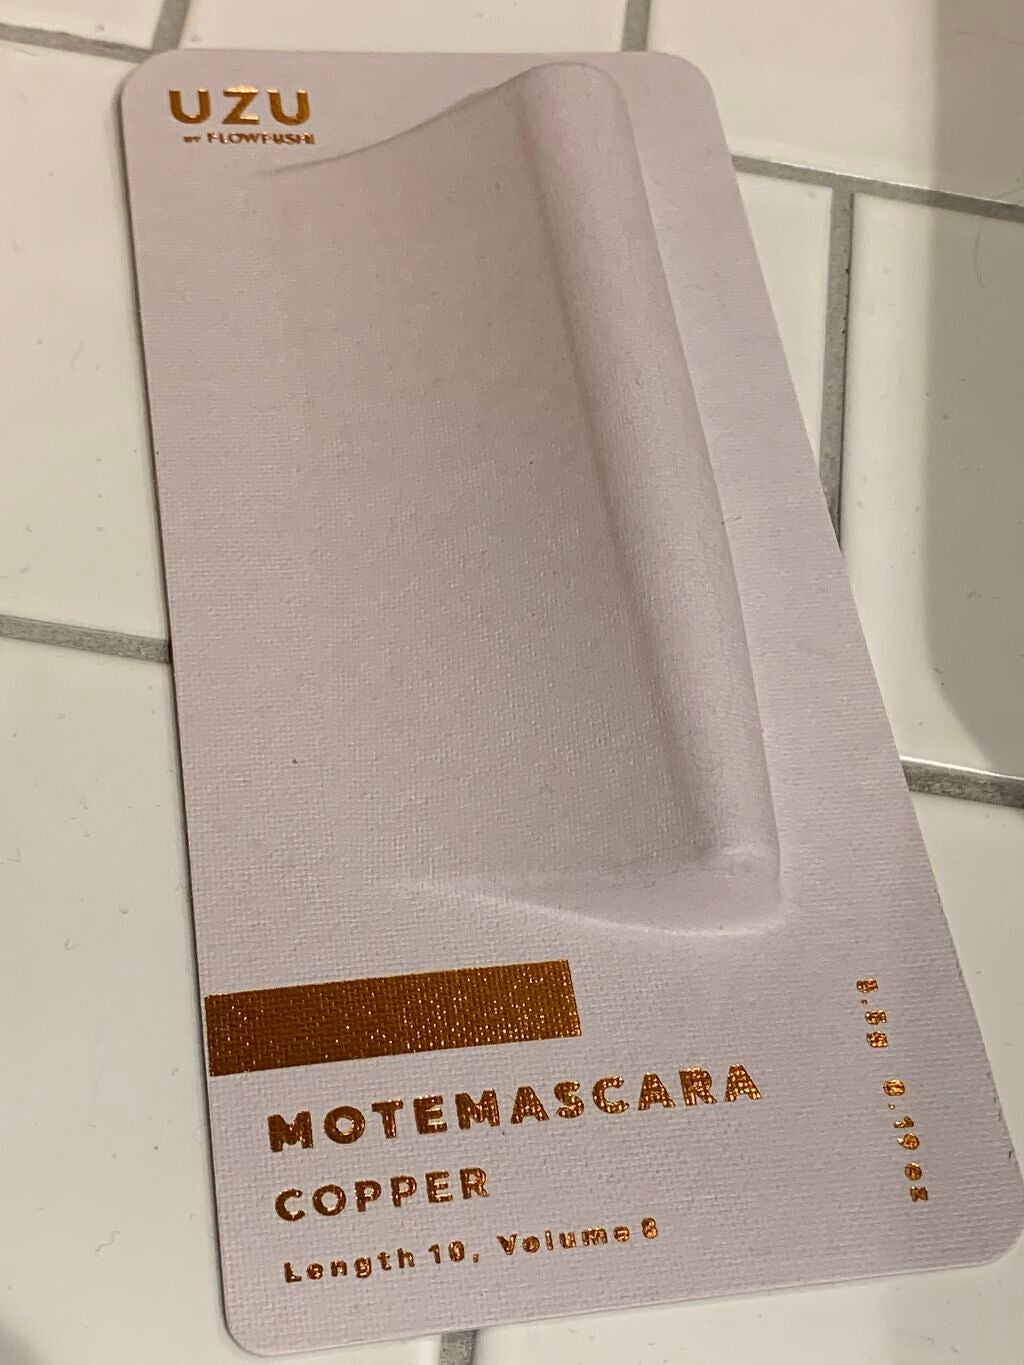 UZU
BY FLOWFUSHI
MOTEMASCARA
COPPER
Length 10, Volume 8
5.5g 0.19oz